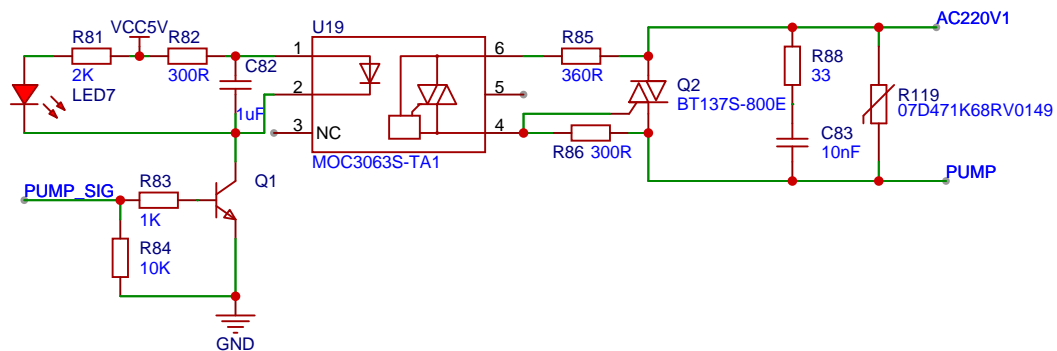 AC220V1
VCC5V
R81
R82
U19
2K
300R
LED7
C82
1uF
1
2
3
NC
6
5
4
MOC3063S-TA1
R85
360R
Q2
BT137S-800E
R86
300R
R88
33
C83
10nF
R119
07D471K68RV0149
PUMP
PUMP_SIG
R83
1K
Q1
R84
10K
GND